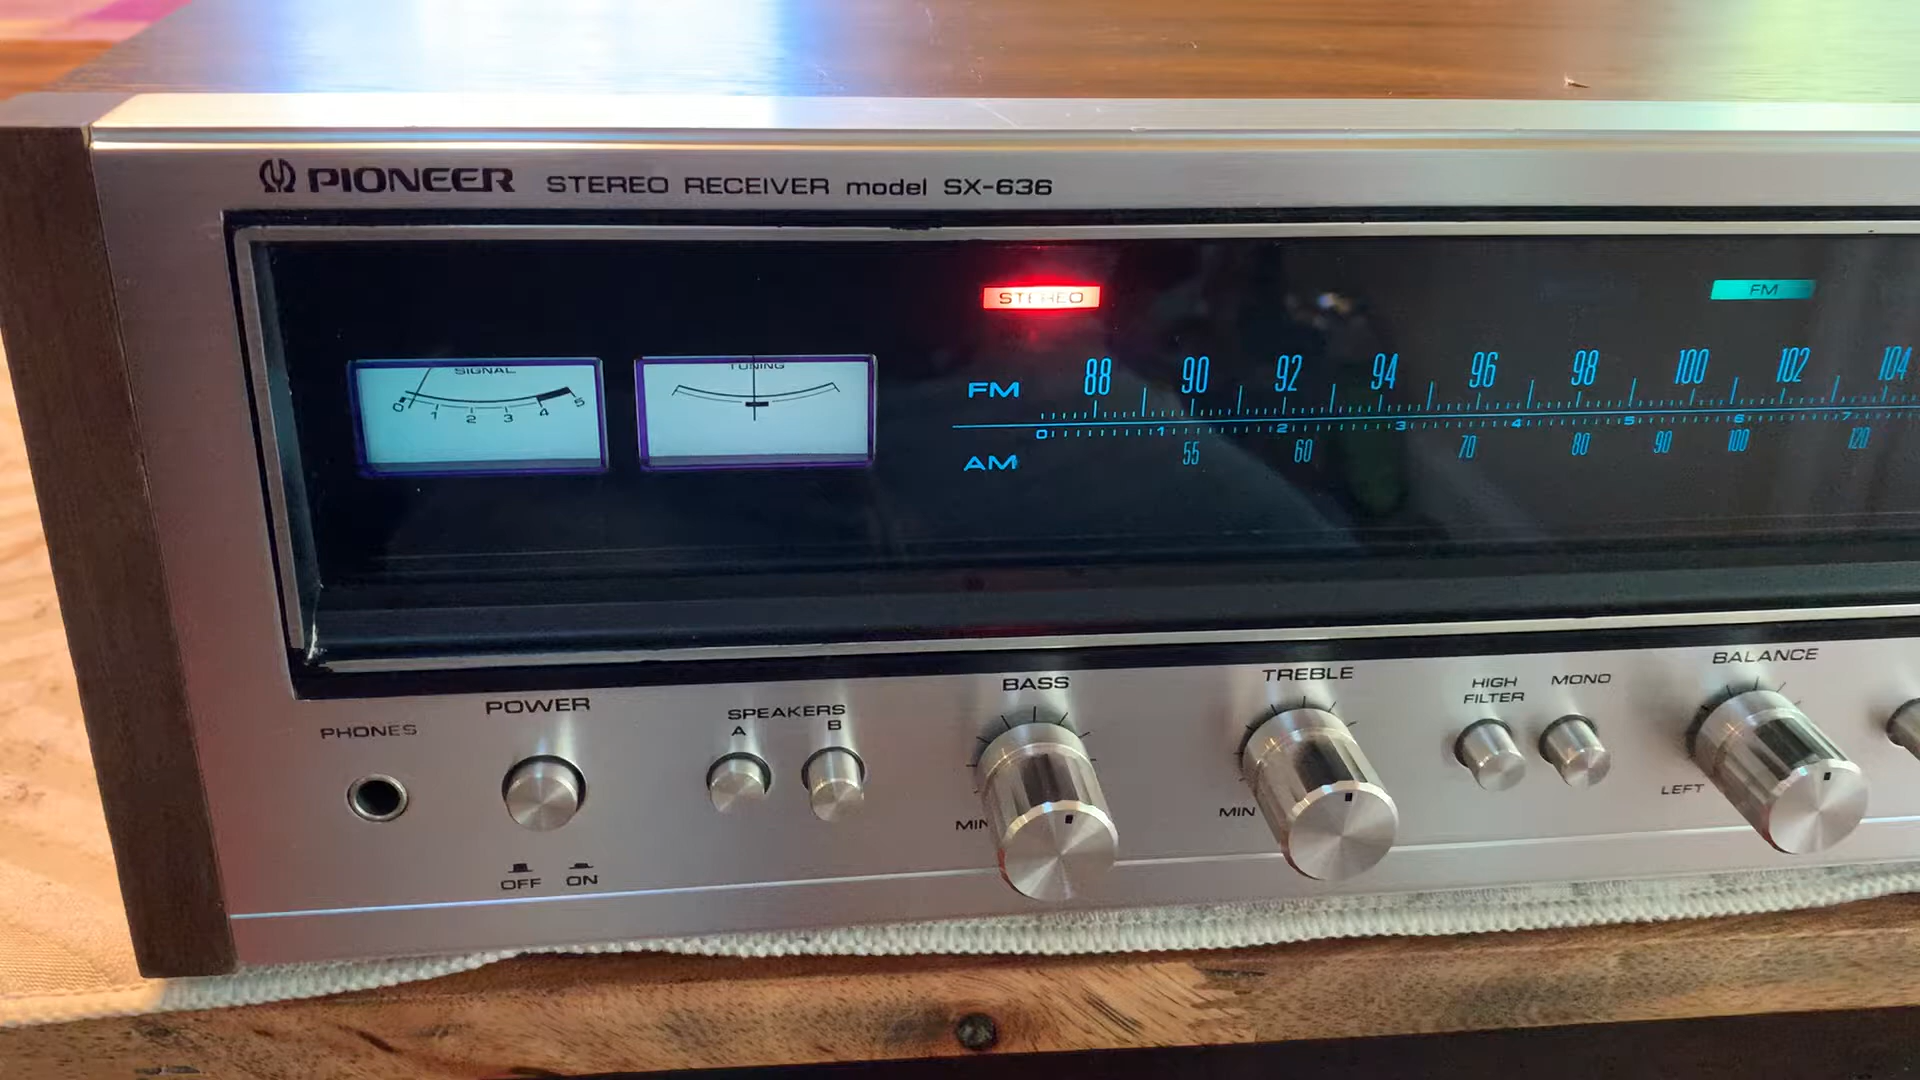 PIONEER STEREO RECEIVER model SX-636
STEREO
FM
SIGNAL
0 1 2 3 4 5
TUNING
FM 88 90 92 94 96 98 100 102 104
0 1 2 3 4 5 6 7
AM 55 60 70 80 90 100 120
PHONES
POWER
OFF ON
SPEAKERS
A B
BASS
MIN
TREBLE
MIN
HIGH
FILTER
MONO
BALANCE
LEFT